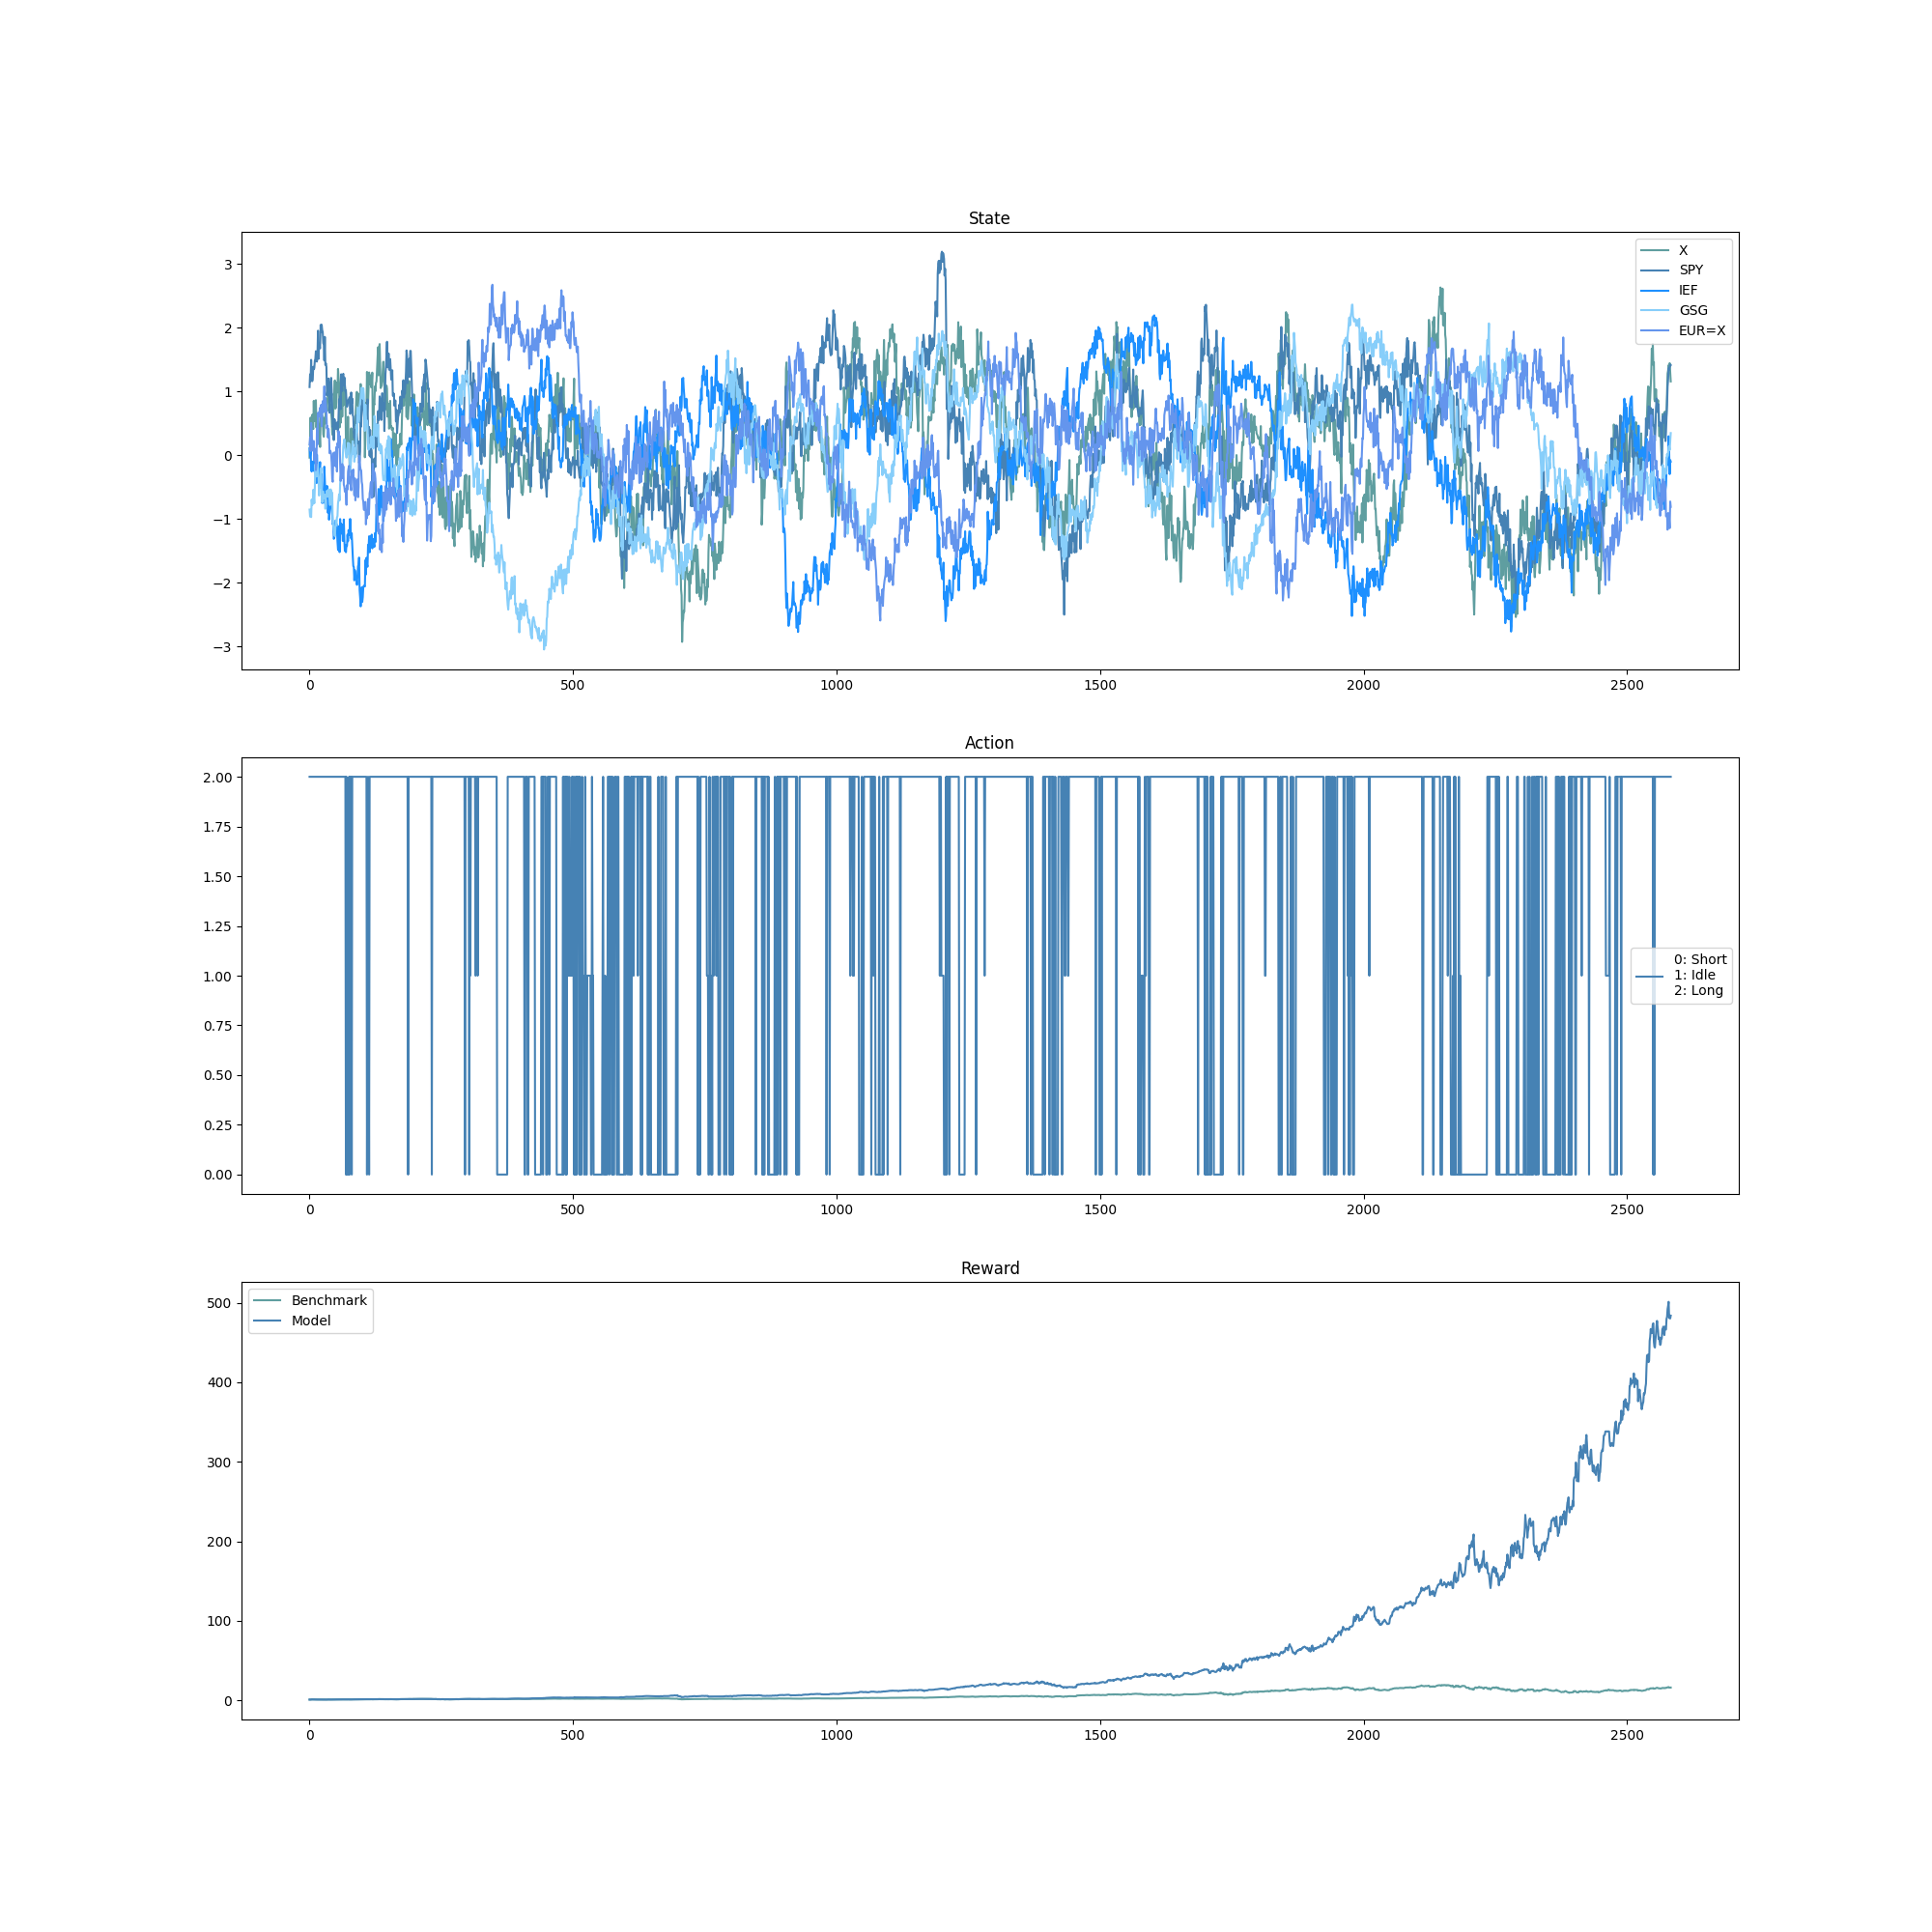 State
3
2
1
0
−1
−2
−3
X
SPY
IEF
GSG
EUR=X
0 500 1000 1500 2000 2500
Action
2.00
1.75
1.50
1.25
1.00
0.75
0.50
0.25
0.00
0: Short
1: Idle
2: Long
0 500 1000 1500 2000 2500
Reward
500
400
300
200
100
0
Benchmark
Model
0 500 1000 1500 2000 2500